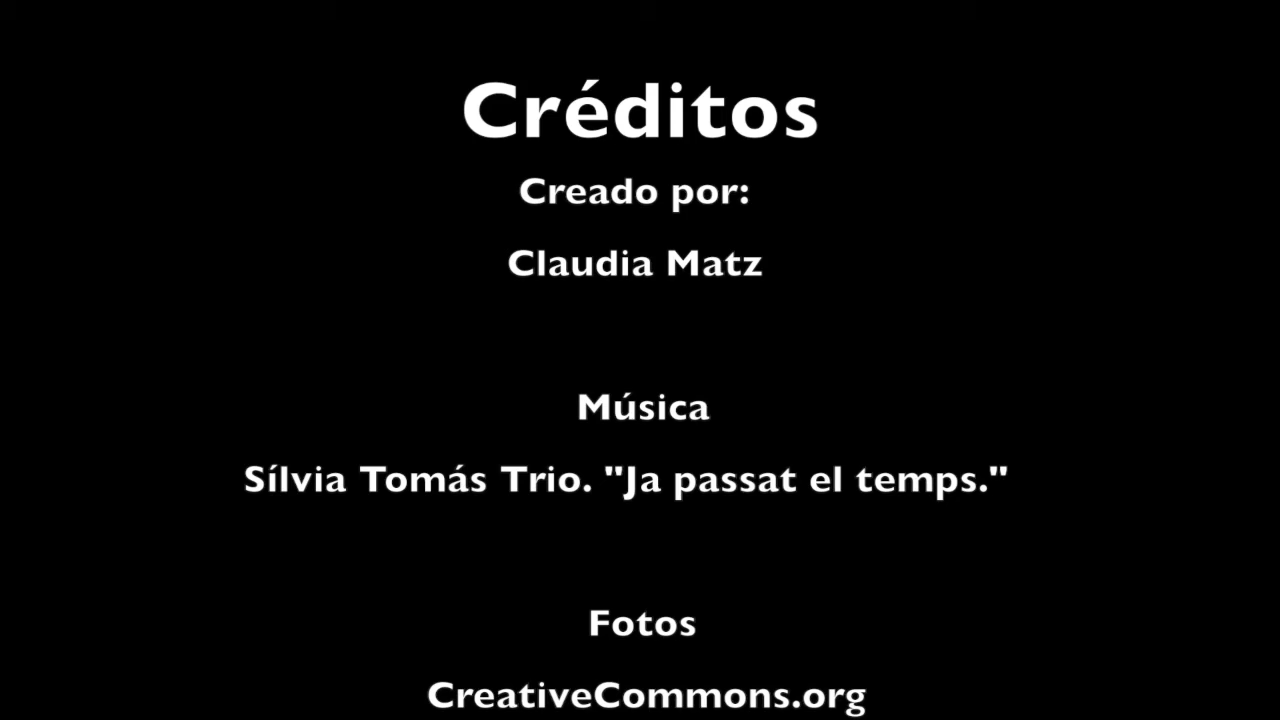 Créditos
Creado por:
Claudia Matz
Música
Sílvia Tomás Trio. "Ja passat el temps."
Fotos
CreativeCommons.org